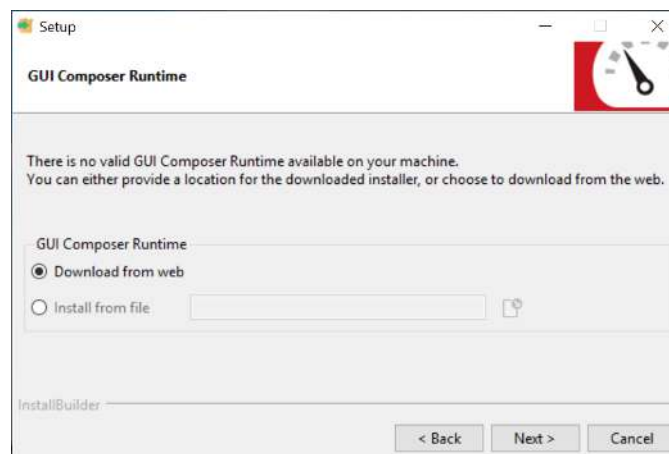 Setup
GUI Composer Runtime
There is no valid GUI Composer Runtime available on your machine.
You can either provide a location for the downloaded installer, or choose to download from the web.
GUI Composer Runtime
Download from web
Install from file
InstallBuilder
< Back Next > Cancel